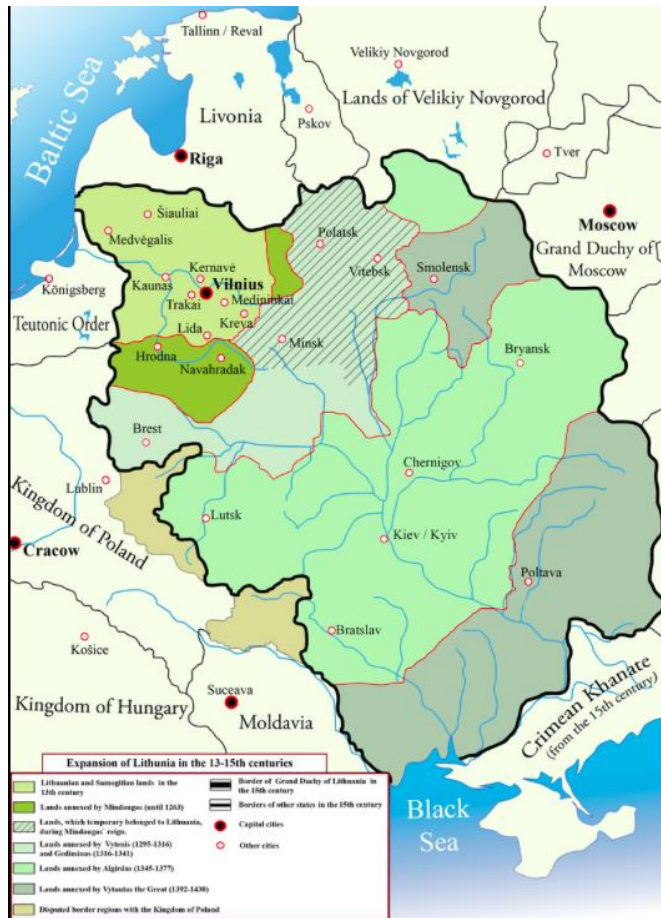 Tallinn / Reval
Velikiy Novgorod
Baltic Sea
Lands of Velikiy Novgorod
Livonia
Pskov
Riga
Tver
Šiauliai
Moscow
Medvėgalis
Polatsk
Grand Duchy of
Moscow
Vitebsk
Smolensk
Kernavė
Königsberg
Kaunas
Vilnius
Trakai
Medininkai
Teutonic Order
Kreva
Lida
Minsk
Hrodna
Navahradak
Bryansk
Brest
Lublin
Chernigov
Kingdom of Poland
Lutsk
Kiev / Kyiv
Cracow
Poltava
Bratslav
Košice
Crimean Khanate
(from the 15th century)
Kingdom of Hungary
Suceava
Moldavia
Black
Sea
Expansion of Lithunia in the 13-15th centuries
Lithuanian and Samogitian lands in the
13th century
Lands annexed by Mindaugas (until 1263)
Lands, which temporary belonged to Lithuania,
during Mindaugas' reign.
Lands annexed by Vytenis (1295-1316)
and Gediminas (1316-1341)
Lands annexed by Algirdas (1345-1377)
Lands annexed by Vytautas the Great (1392-1430)
Disputed border regions with the Kingdom of Poland
Border of Grand Duchy of Lithuania in
the 15th century
Borders of other states in the 15th century
Capital cities
Other cities